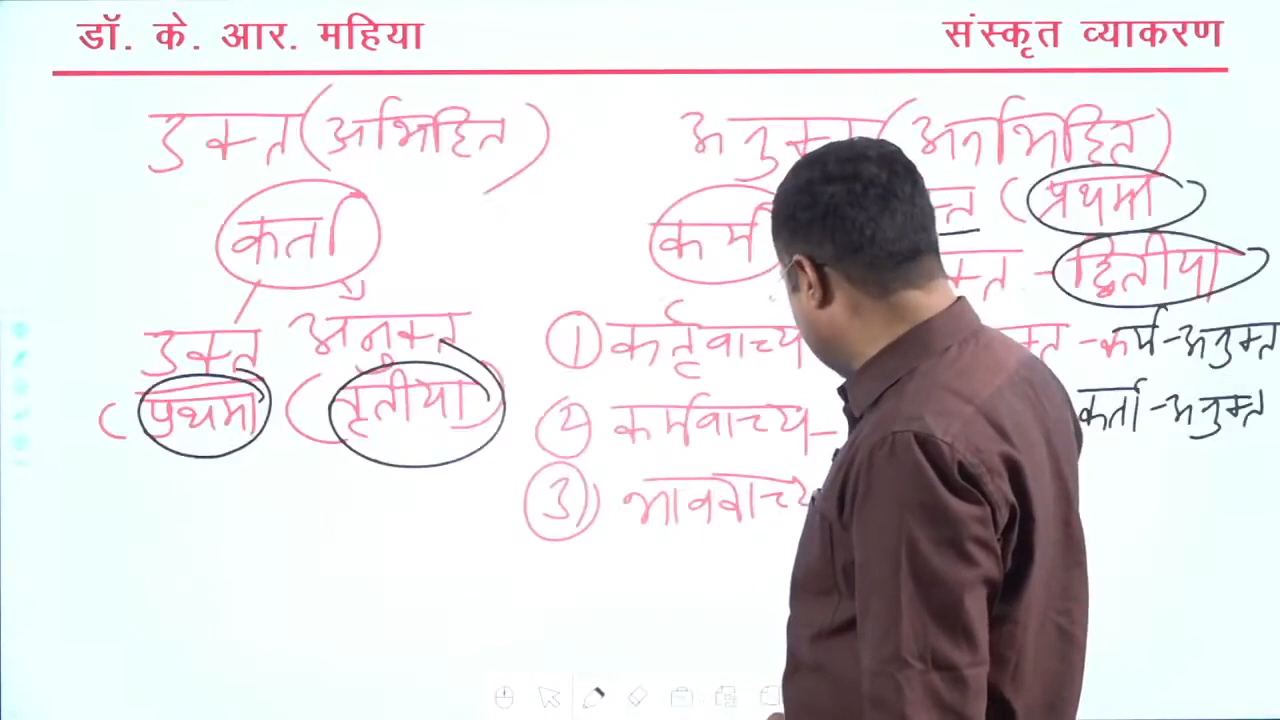 डॉ. के. आर. महिया संस्कृत व्याकरण
उक्त (अभिहित) (अनभिहित)
कर्ता कर्म (प्रथमा
द्वितीया
उक्त अनुक्त
(प्रथमा (तृतीया)
① कर्तृवाच्य - कर्म - अनुक्त
② कर्मवाच्य - कर्ता - अनुक्त
③) भाववाच्य